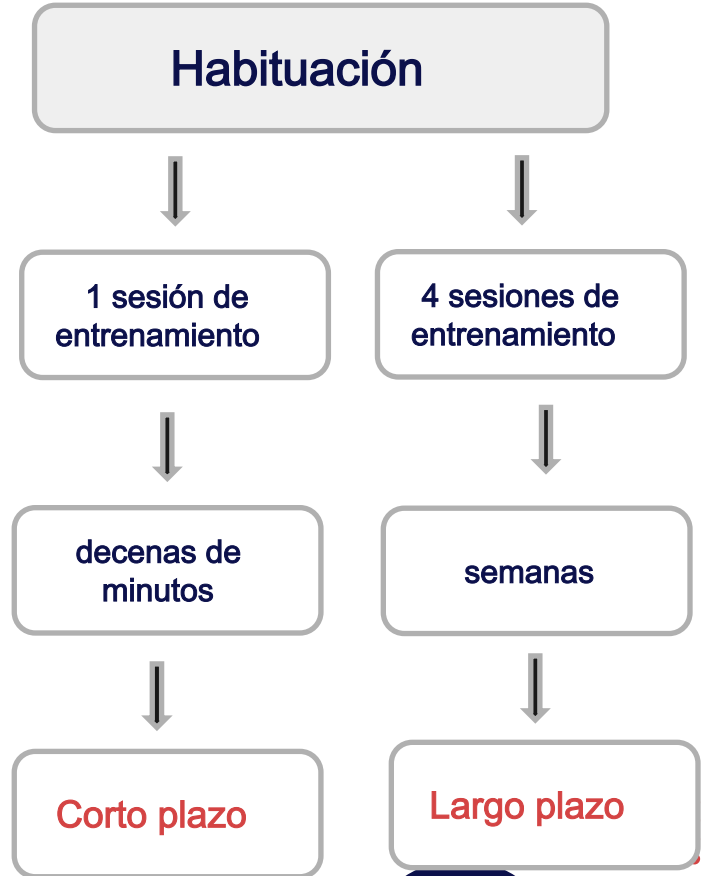 Habituación
1 sesión de
entrenamiento
4 sesiones de
entrenamiento
decenas de
minutos
semanas
Corto plazo
Largo plazo